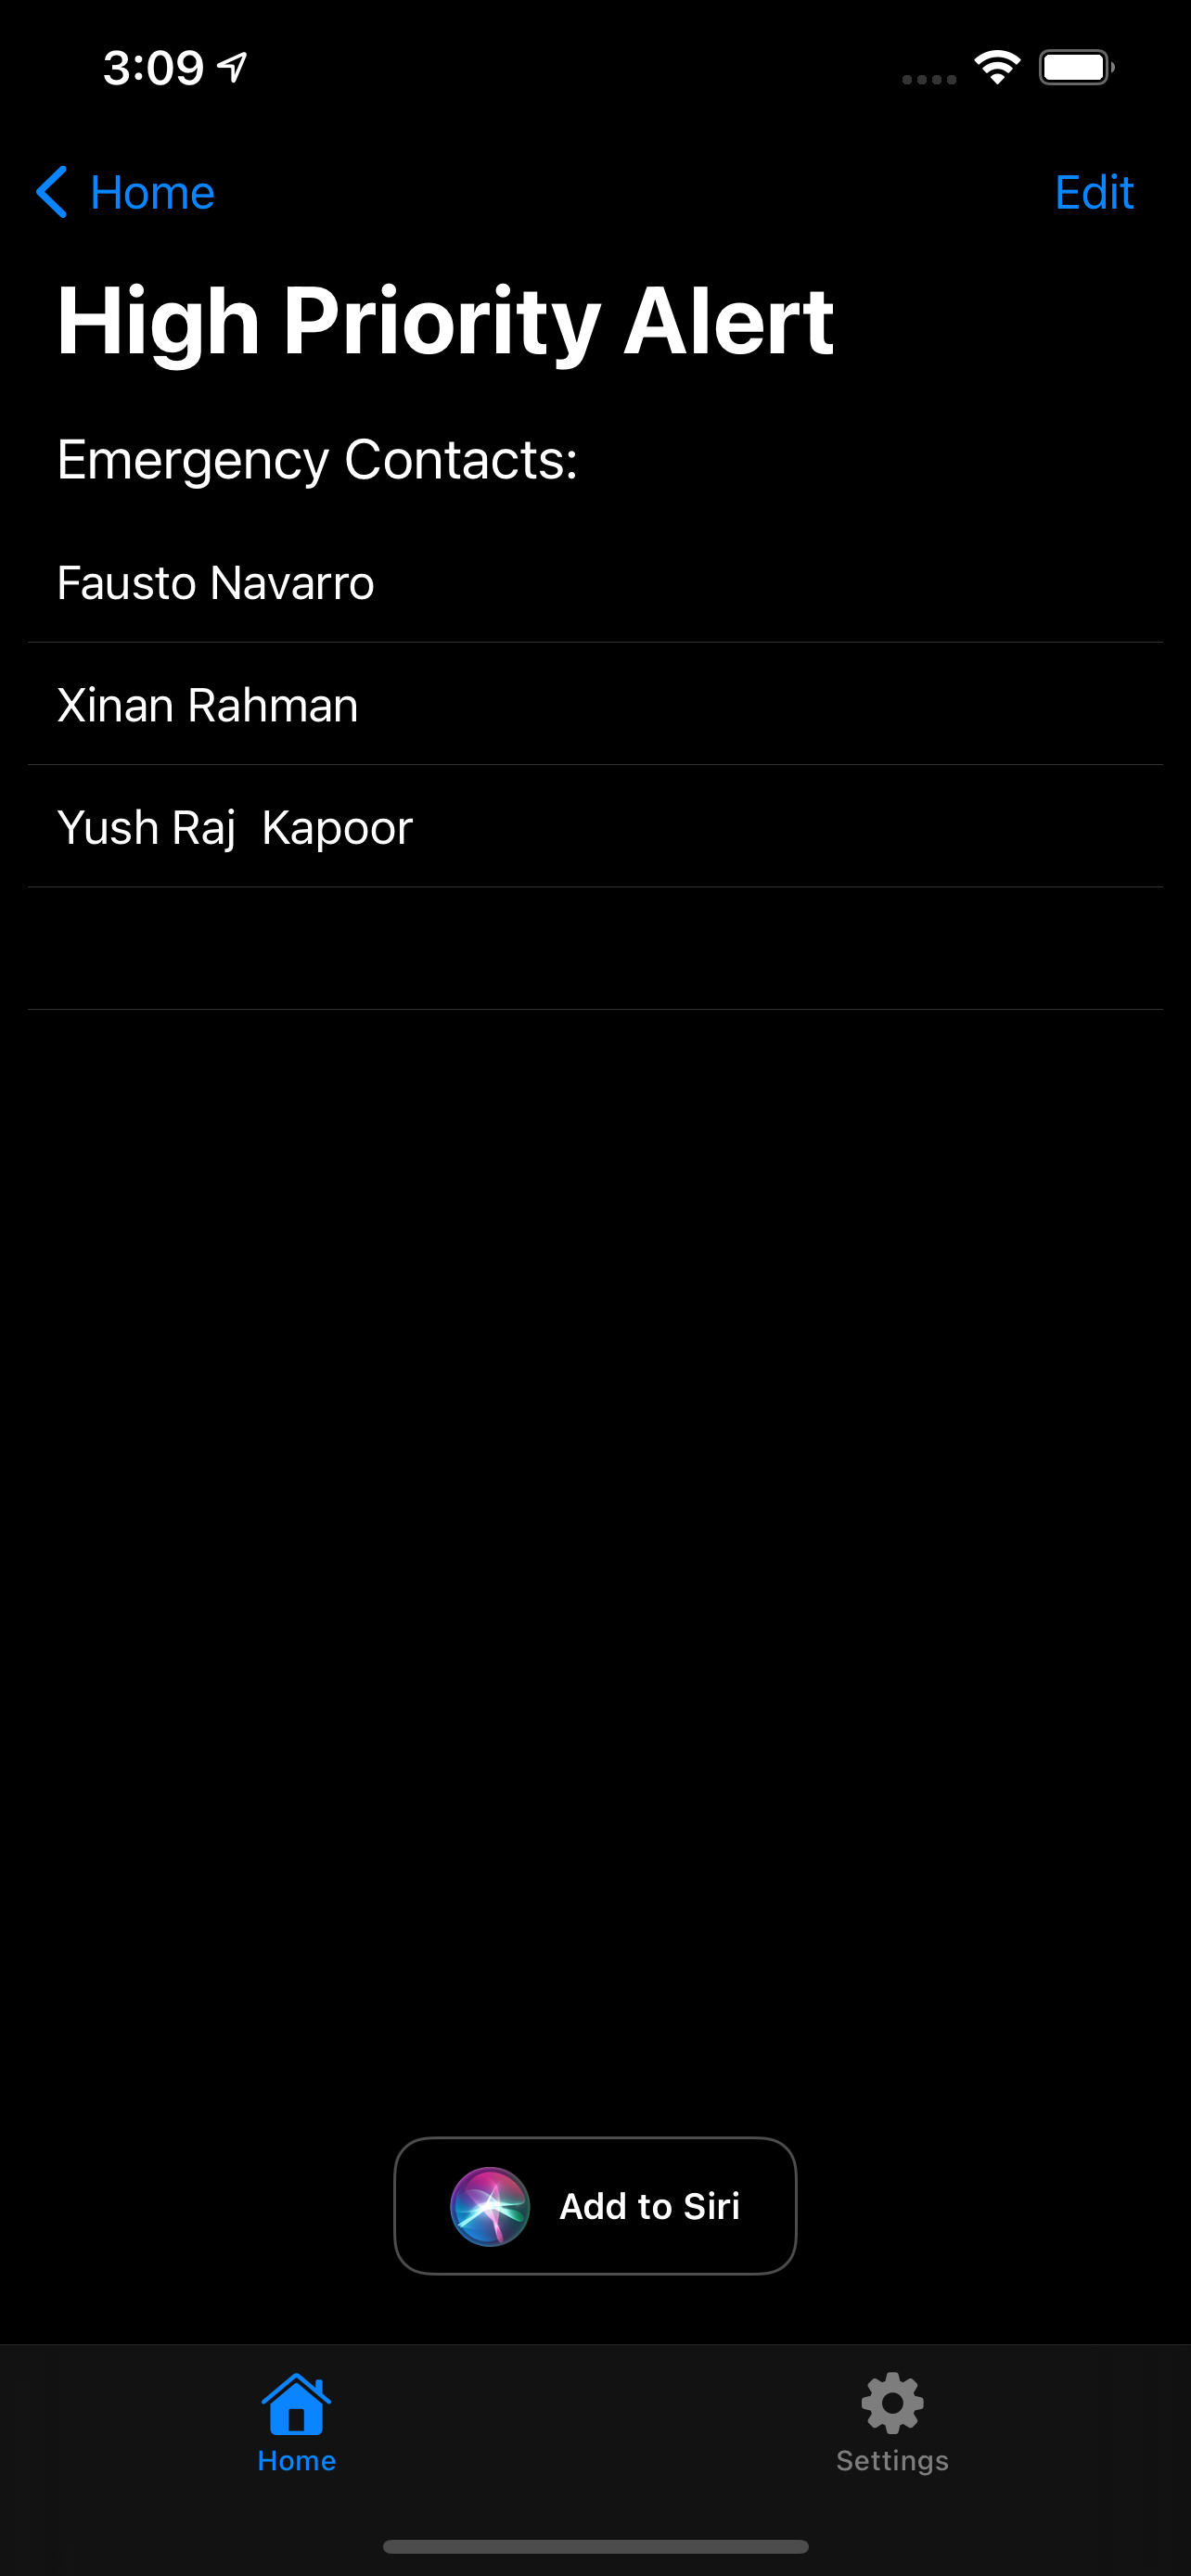 3:09
Home
Edit
High Priority Alert
Emergency Contacts:
Fausto Navarro
Xinan Rahman
Yush Raj  Kapoor
Add to Siri
Home
Settings